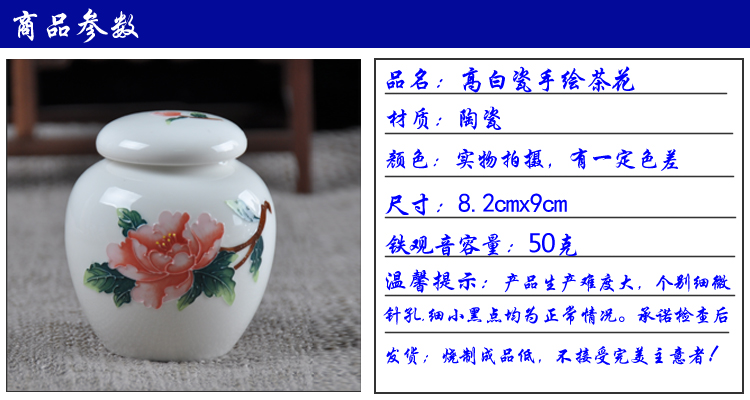 商品参数
品名：高白瓷手绘茶花
材质：陶瓷
颜色：实物拍摄，有一定色差
尺寸：8.2cmx9cm
铁观音容量：50克
温馨提示：产品生产难度大，个别细微
针孔.细小黑点均为正常情况。承诺检查后
发货；烧制成品低，不接受完美主意者！